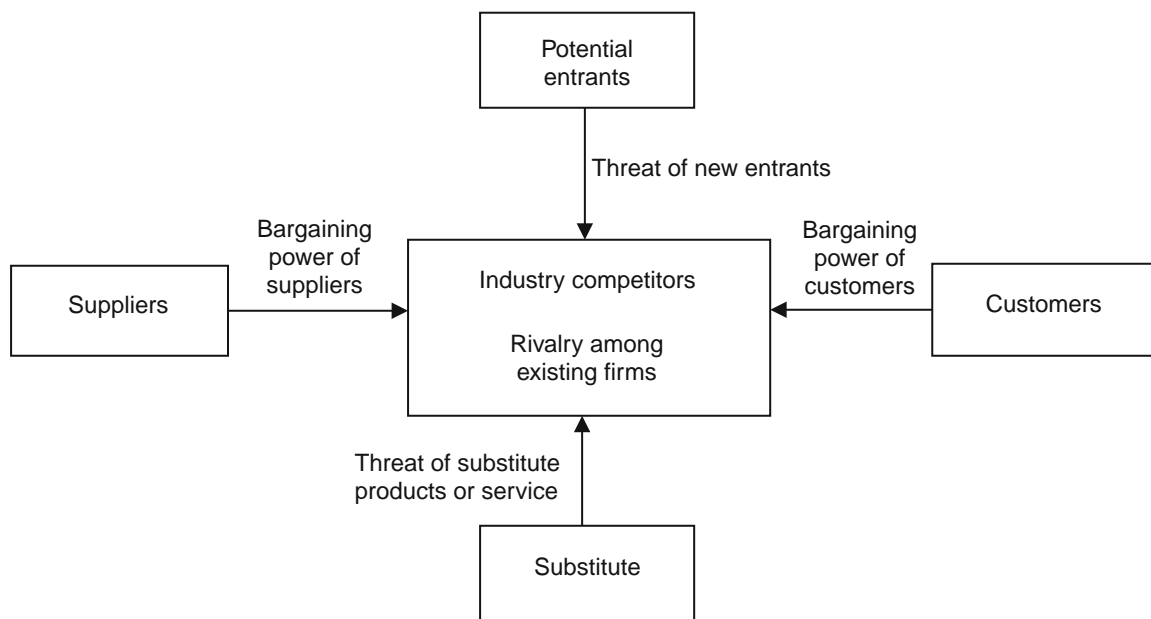 Potential
entrants
Threat of new entrants
Bargaining
power of
suppliers
Bargaining
power of
customers
Suppliers
Industry competitors
Rivalry among
existing firms
Customers
Threat of substitute
products or service
Substitute